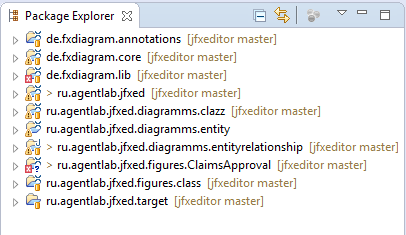 Package Explorer
de.fxdiagram.annotations [jfxeditor master]
de.fxdiagram.core [jfxeditor master]
de.fxdiagram.lib [jfxeditor master]
> ru.agentlab.jfxed [jfxeditor master]
ru.agentlab.jfxed.diagramms.clazz [jfxeditor master]
ru.agentlab.jfxed.diagramms.entity
> ru.agentlab.jfxed.diagramms.entityrelationship [jfxeditor master]
> ru.agentlab.jfxed.figures.ClaimsApproval [jfxeditor master]
ru.agentlab.jfxed.figures.class [jfxeditor master]
ru.agentlab.jfxed.target [jfxeditor master]